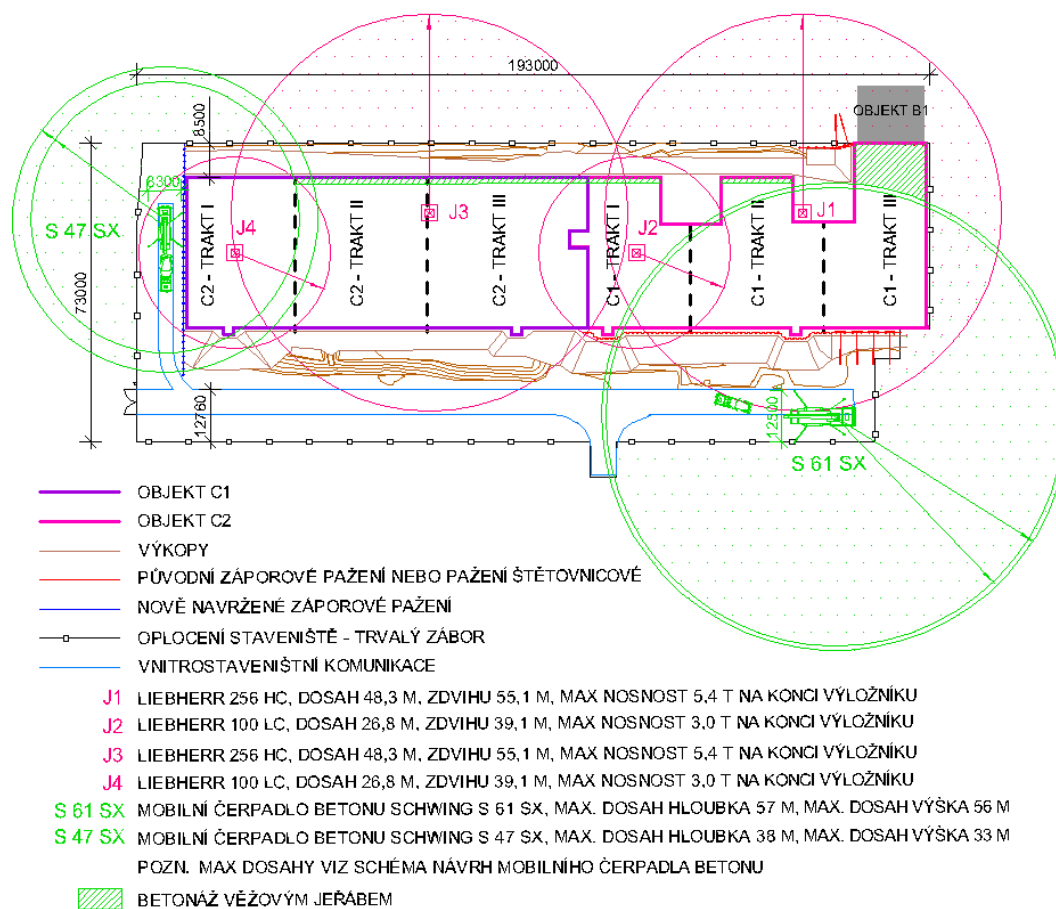 193000
8500
OBJEKT B1
6300
S 47 SX
J4
J3
J2
J1
C2 - TRAKT I
C2 - TRAKT II
C2 - TRAKT III
C1 - TRAKT I
C1 - TRAKT II
C1 - TRAKT III
73000
12760
12500
S 61 SX
OBJEKT C1
OBJEKT C2
VÝKOPY
PŮVODNÍ ZÁPOROVÉ PAŽENÍ NEBO PAŽENÍ ŠTĚTOVNICOVÉ
NOVĚ NAVRŽENÉ ZÁPOROVÉ PAŽENÍ
OPLOCENÍ STAVENIŠTĚ - TRVALÝ ZÁBOR
VNITROSTAVENIŠTNÍ KOMUNIKACE
J1 LIEBHERR 256 HC, DOSAH 48,3 M, ZDVIHU 55,1 M, MAX NOSNOST 5,4 T NA KONCI VÝLOŽNÍKU
J2 LIEBHERR 100 LC, DOSAH 26,8 M, ZDVIHU 39,1 M, MAX NOSNOST 3,0 T NA KONCI VÝLOŽNÍKU
J3 LIEBHERR 256 HC, DOSAH 48,3 M, ZDVIHU 55,1 M, MAX NOSNOST 5,4 T NA KONCI VÝLOŽNÍKU
J4 LIEBHERR 100 LC, DOSAH 26,8 M, ZDVIHU 39,1 M, MAX NOSNOST 3,0 T NA KONCI VÝLOŽNÍKU
S 61 SX MOBILNÍ ČERPADLO BETONU SCHWING S 61 SX, MAX. DOSAH HLOUBKA 57 M, MAX. DOSAH VÝŠKA 56 M
S 47 SX MOBILNÍ ČERPADLO BETONU SCHWING S 47 SX, MAX. DOSAH HLOUBKA 38 M, MAX. DOSAH VÝŠKA 33 M
POZN. MAX DOSAHY VIZ SCHÉMA NÁVRH MOBILNÍHO ČERPADLA BETONU
BETONÁŽ VĚŽOVÝM JEŘÁBEM